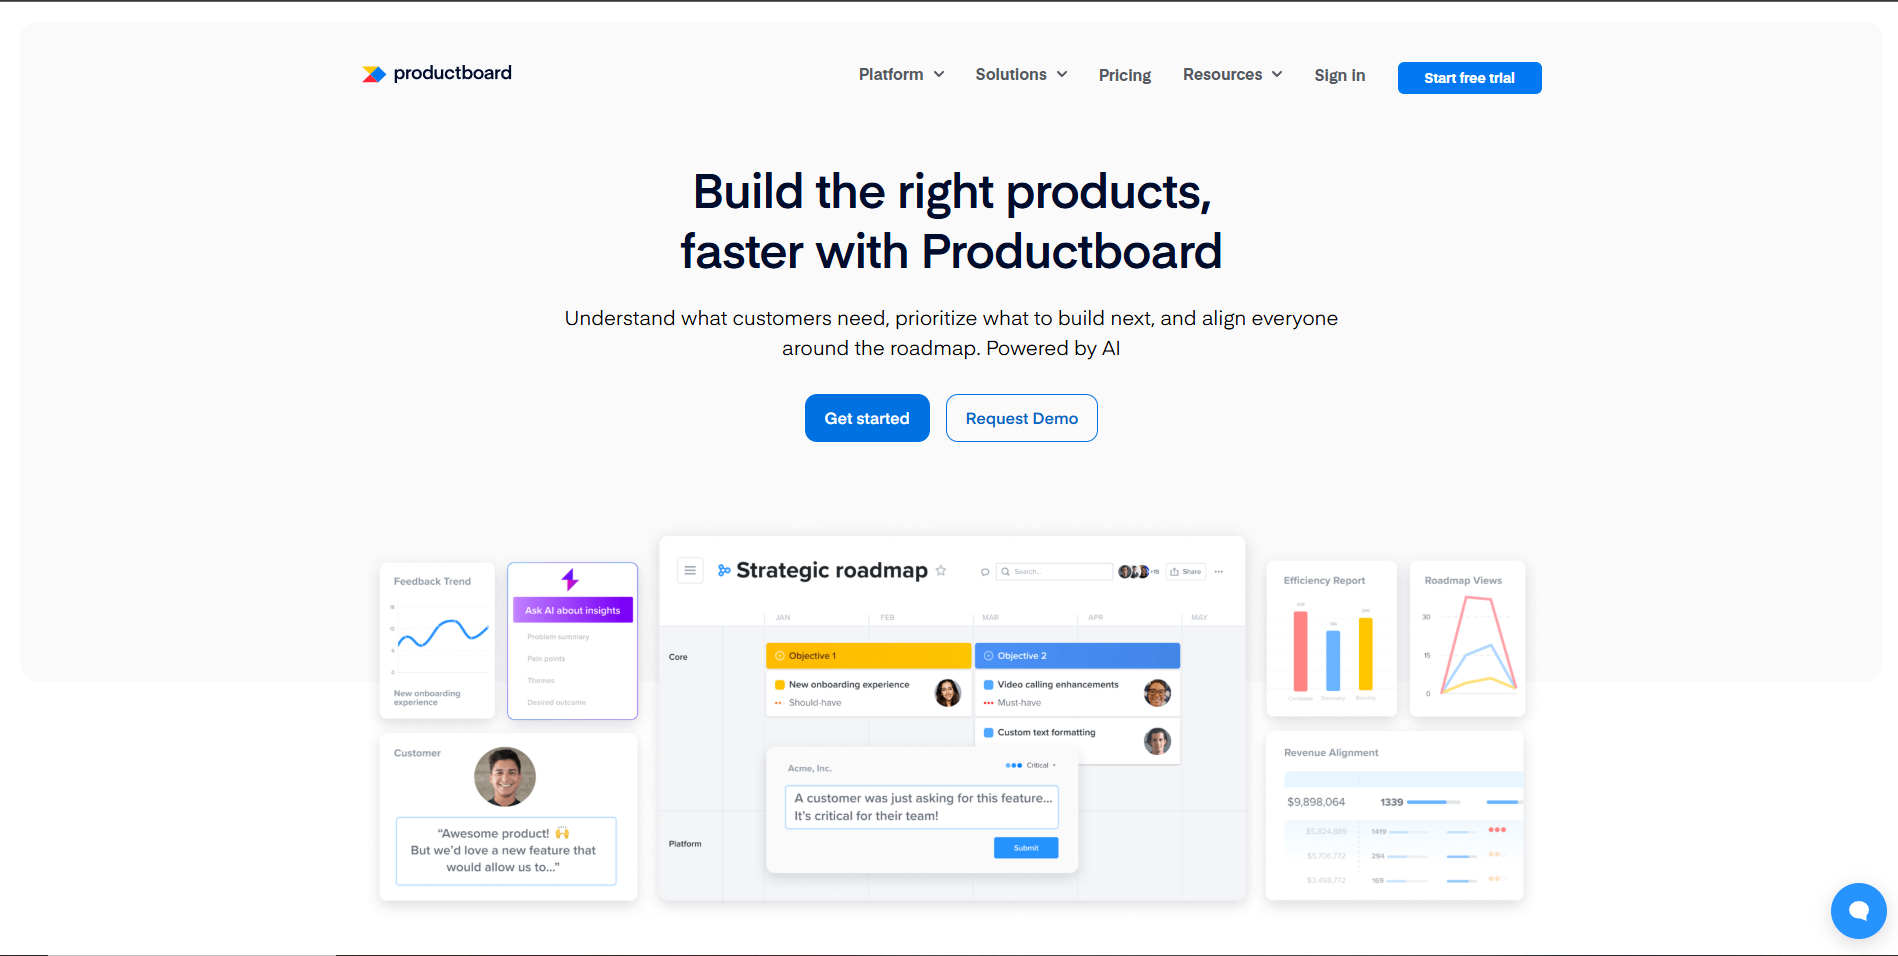 productboard
Platform
Solutions
Pricing
Resources
Sign in
Start free trial
Build the right products,
faster with Productboard
Understand what customers need, prioritize what to build next, and align everyone
around the roadmap. Powered by AI
Get started
Request Demo
Feedback Trend
New onboarding
experience
Ask AI about insights
Problem summary
Pain points
Themes
Desired outcome
Customer
“Awesome product! 🙌
But we’d love a new feature that
would allow us to...”
Strategic roadmap
Search...
+15
Share
JAN
FEB
MAR
APR
MAY
Core
Objective 1
Objective 2
New onboarding experience
Should-have
Video calling enhancements
Must-have
Custom text formatting
Acme, Inc.
Critical
A customer was just asking for this feature...
It’s critical for their team!
Submit
Platform
Efficiency Report
Discovery
Roadmap Views
30
15
0
Revenue Alignment
$9,898,064
1339
$5,824,889
1419
$5,706,772
294
$3,498,772
169